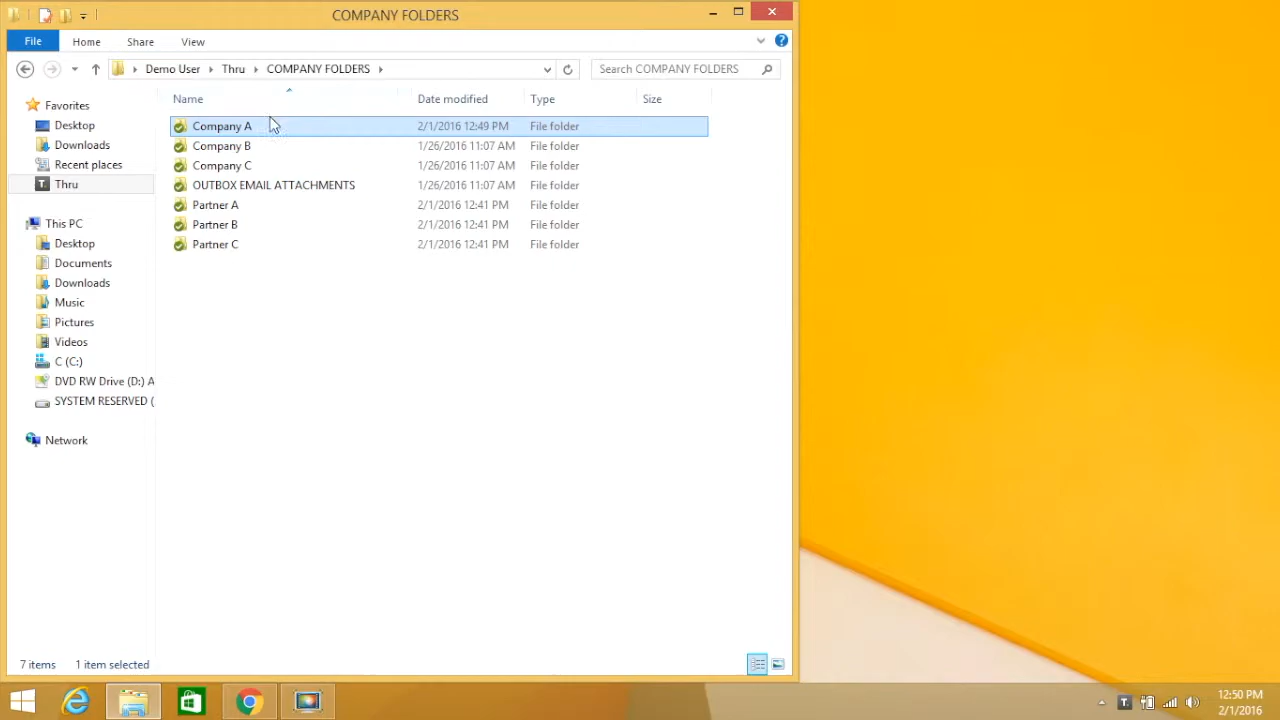 COMPANY FOLDERS
File Home Share View
Demo User Thru COMPANY FOLDERS Search COMPANY FOLDERS
Name Date modified Type Size
Favorites
Desktop
Downloads
Recent places
T. Thru
This PC
Desktop
Documents
Downloads
Music
Pictures
Videos
C (C:)
DVD RW Drive (D:) A
SYSTEM RESERVED (
Network
Company A 2/1/2016 12:49 PM File folder
Company B 1/26/2016 11:07 AM File folder
Company C 1/26/2016 11:07 AM File folder
OUTBOX EMAIL ATTACHMENTS 1/26/2016 11:07 AM File folder
Partner A 2/1/2016 12:41 PM File folder
Partner B 2/1/2016 12:41 PM File folder
Partner C 2/1/2016 12:41 PM File folder
7 items 1 item selected
T. 12:50 PM
2/1/2016